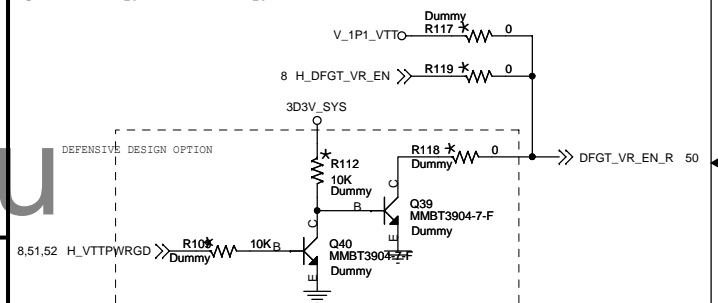 Dummy
V_1P1_VTT R117 0
8 H_DFGT_VR_EN R119 0
3D3V_SYS
DEFENSIVE DESIGN OPTION
R118 0
Dummy
DFGT_VR_EN_R 50
R112
10K
Dummy
C
B
Q39
MMBT3904-7-F
E
Dummy
8,51,52 H_VTTPWRGD
Dummy
10K B
C
Q40
MMBT3904-7-F
E
Dummy
u